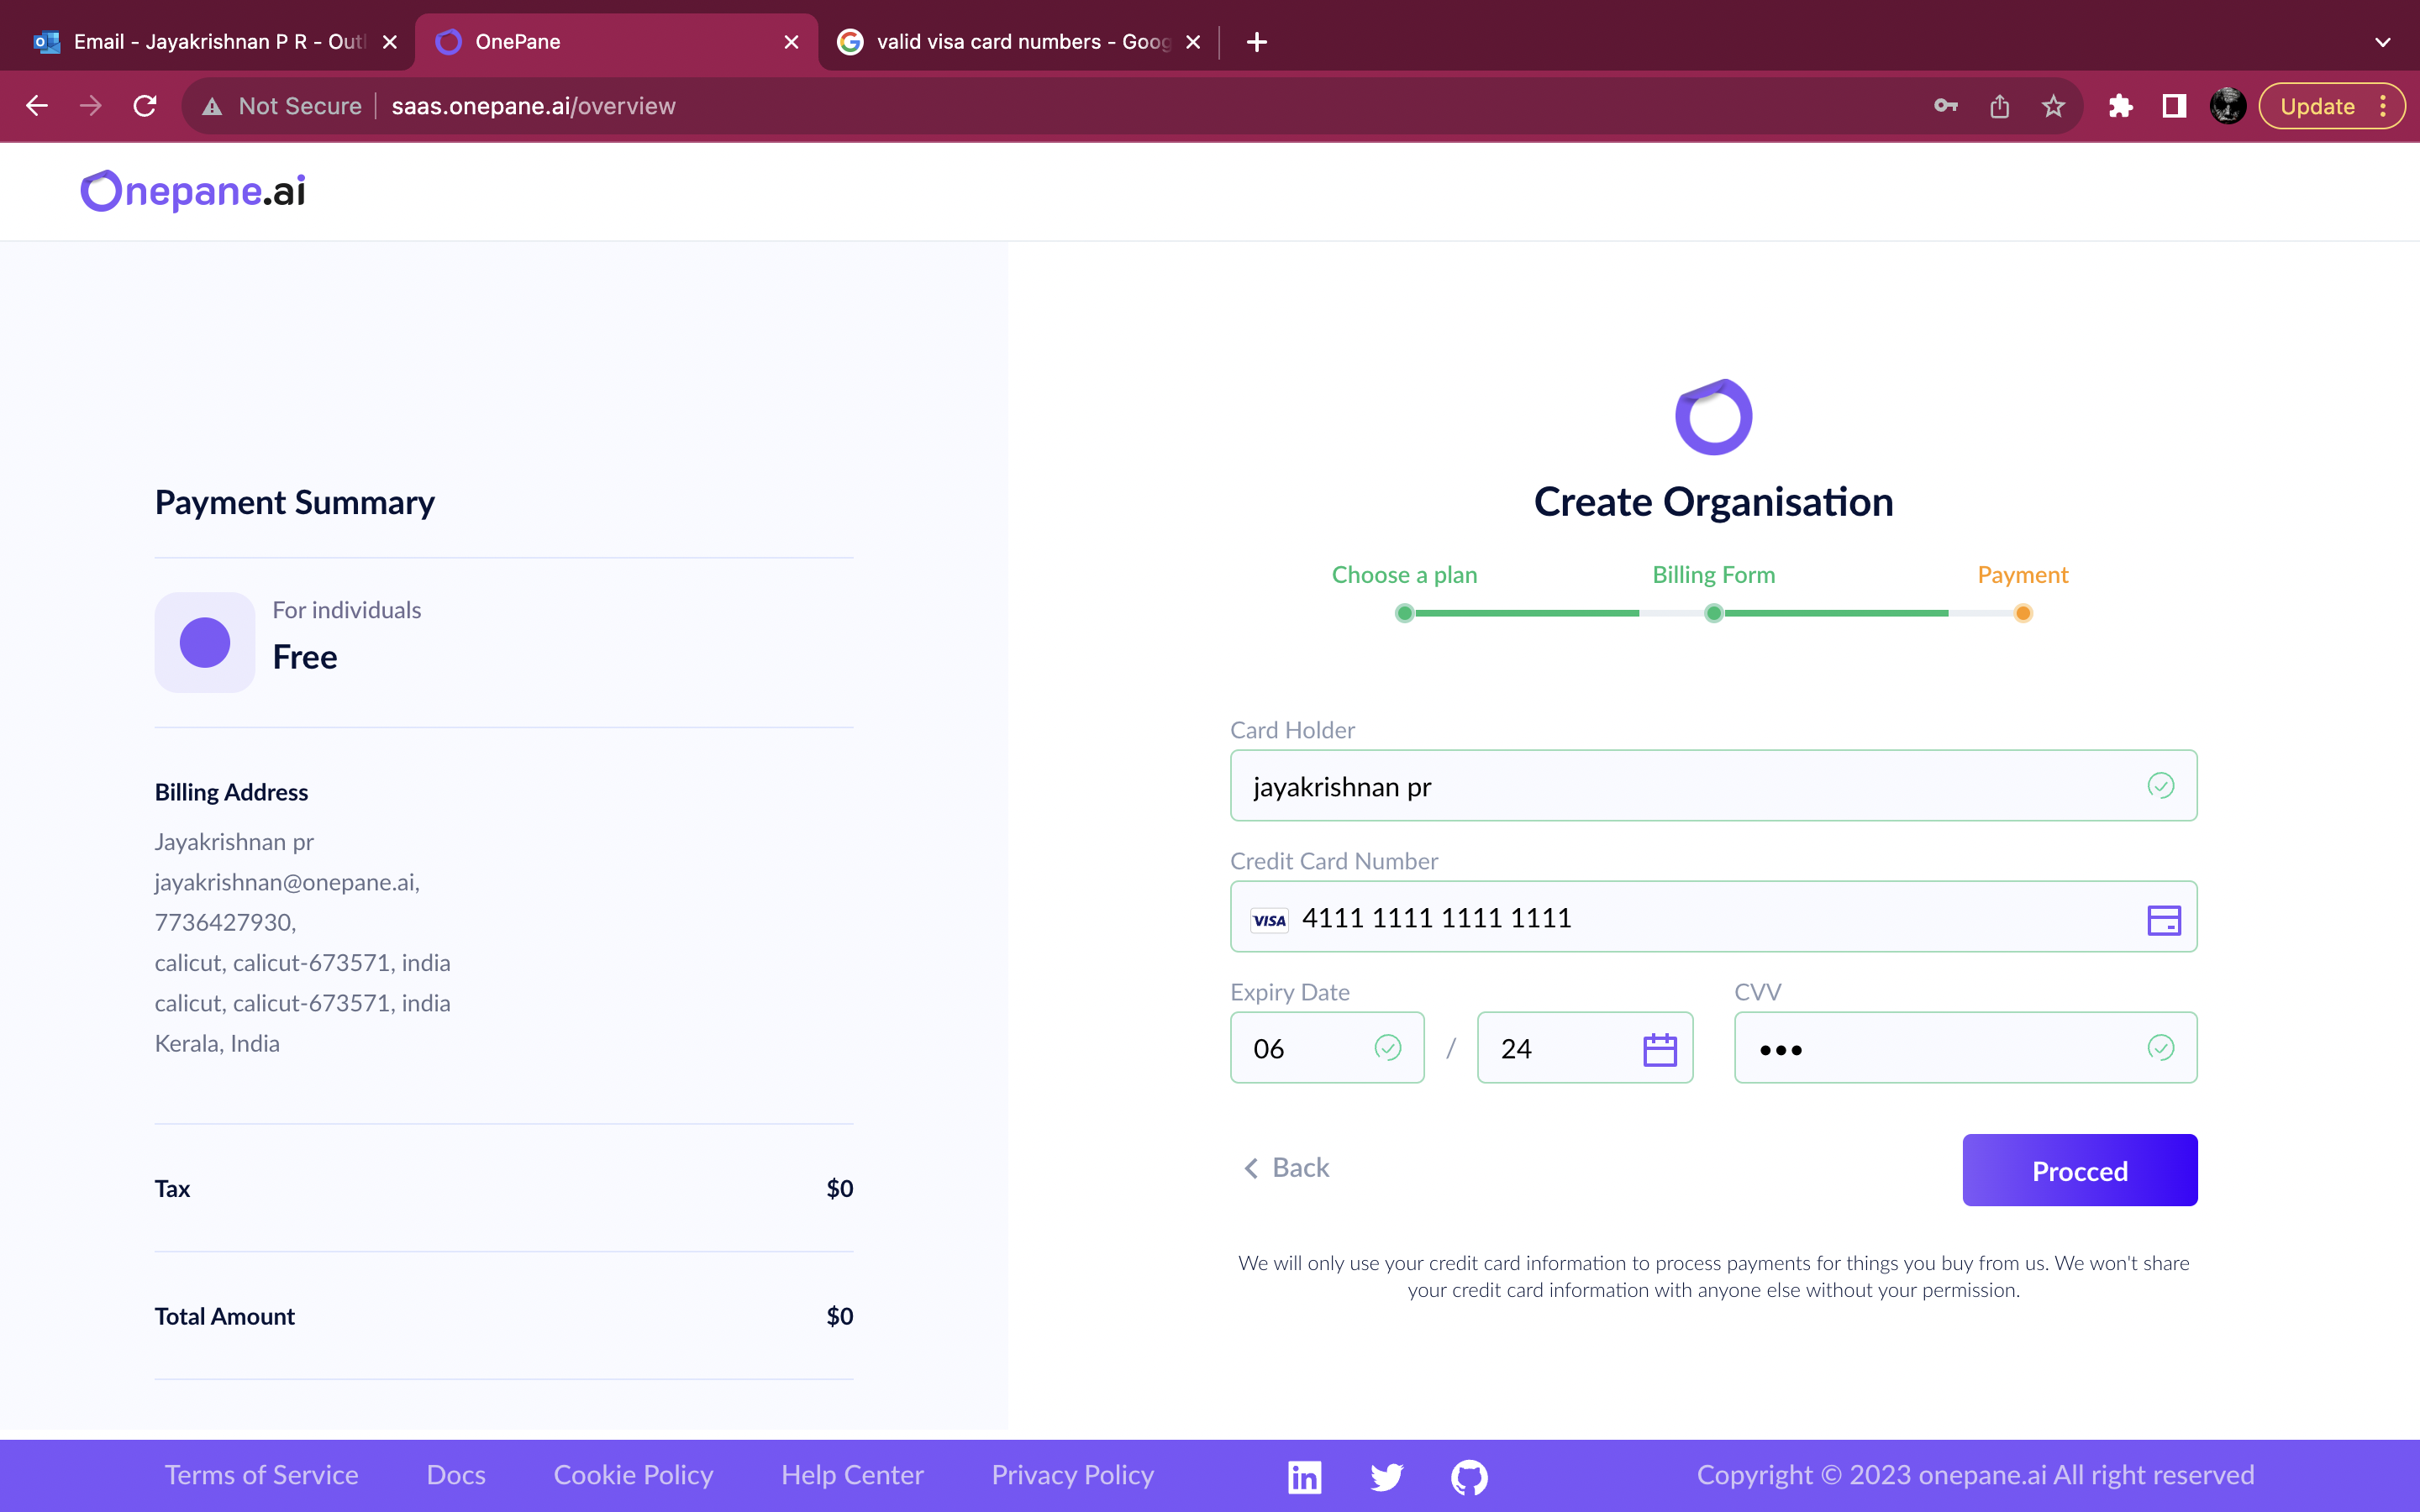 Email - Jayakrishnan P R - Outl
OnePane
valid visa card numbers - Goog
Not Secure
saas.onepane.ai/overview
Update
Onepane.ai
Payment Summary
For individuals
Free
Billing Address
Jayakrishnan pr
jayakrishnan@onepane.ai,
7736427930,
calicut, calicut-673571, india
calicut, calicut-673571, india
Kerala, India
Tax $0
Total Amount $0
Create Organisation
Choose a plan Billing Form Payment
Card Holder
jayakrishnan pr
Credit Card Number
VISA 4111 1111 1111 1111
Expiry Date CVV
06 / 24 •••
Back Procced
We will only use your credit card information to process payments for things you buy from us. We won't share
your credit card information with anyone else without your permission.
Terms of Service Docs Cookie Policy Help Center Privacy Policy in Copyright © 2023 onepane.ai All right reserved